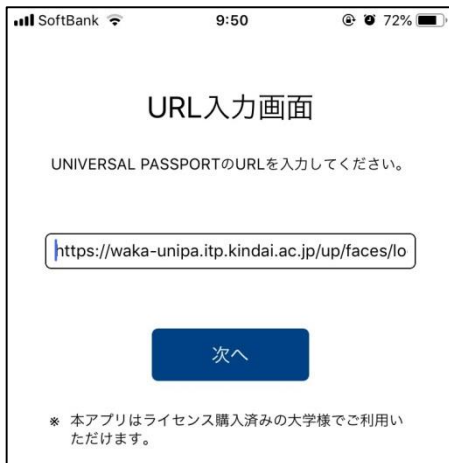 SoftBank 9:50 72%
URL入力画面
UNIVERSAL PASSPORTのURLを入力してください。
https://waka-unipa.itp.kindai.ac.jp/up/faces/lo
次へ
※ 本アプリはライセンス購入済みの大学様でご利用い
ただけます。